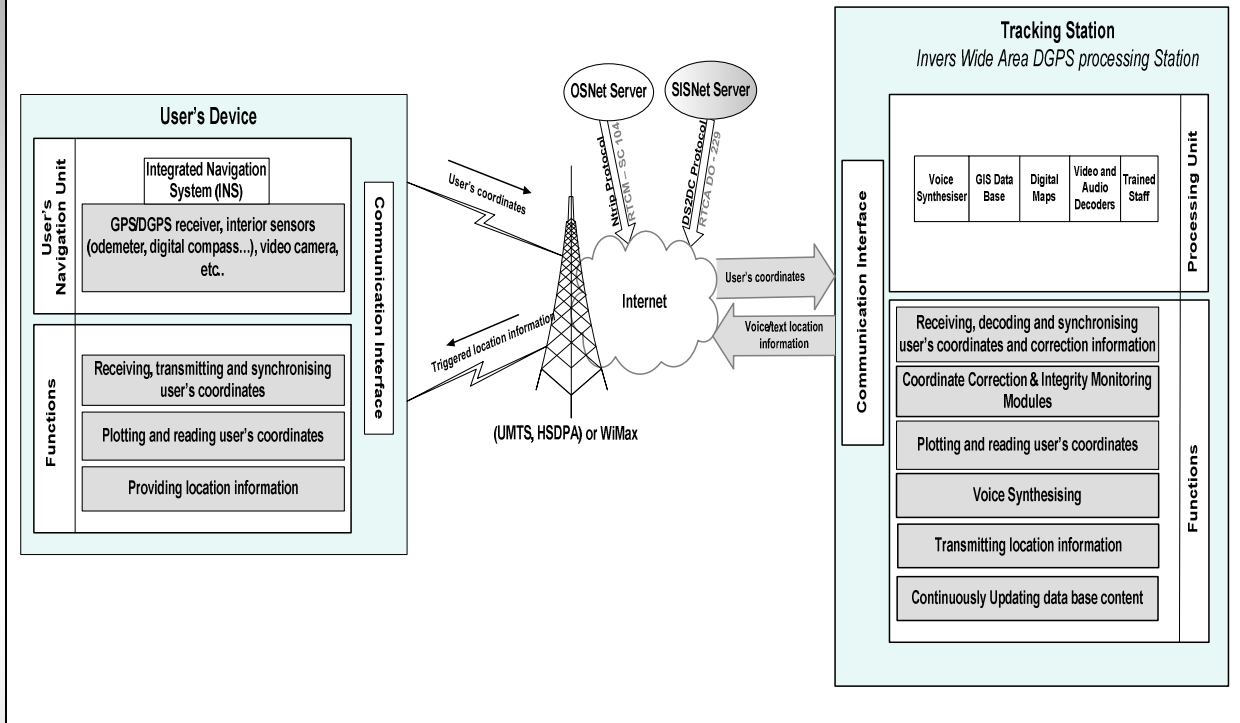 User's Device
User's
Navigation Unit
Integrated Navigation
System (INS)
GPS/DGPS receiver, interior sensors
(odemeter, digital compass...), video camera,
etc..
Functions
Receiving, transmitting and synchronising
user's coordinates
Plotting and reading user's coordinates
Providing location information
Communication Interface
User's coordinates
Triggered location information
(UMTS, HSDPA) or WiMax
OSNet Server
SISNet Server
Ntrip Protocol
RTCM – SC 104
DS2DC Protocol
RTCA DO - 229
Internet
User's coordinates
Voice/text location
information
Tracking Station
Invers Wide Area DGPS processing Station
Communication Interface
Processing Unit
Voice
Synthesiser
GIS Data
Base
Digital
Maps
Video and
Audio
Decoders
Trained
Staff
Functions
Receiving, decoding and synchronising
user's coordinates and correction information
Coordinate Correction & Integrity Monitoring
Modules
Plotting and reading user's coordinates
Voice Synthesising
Transmitting location information
Continuously Updating data base content